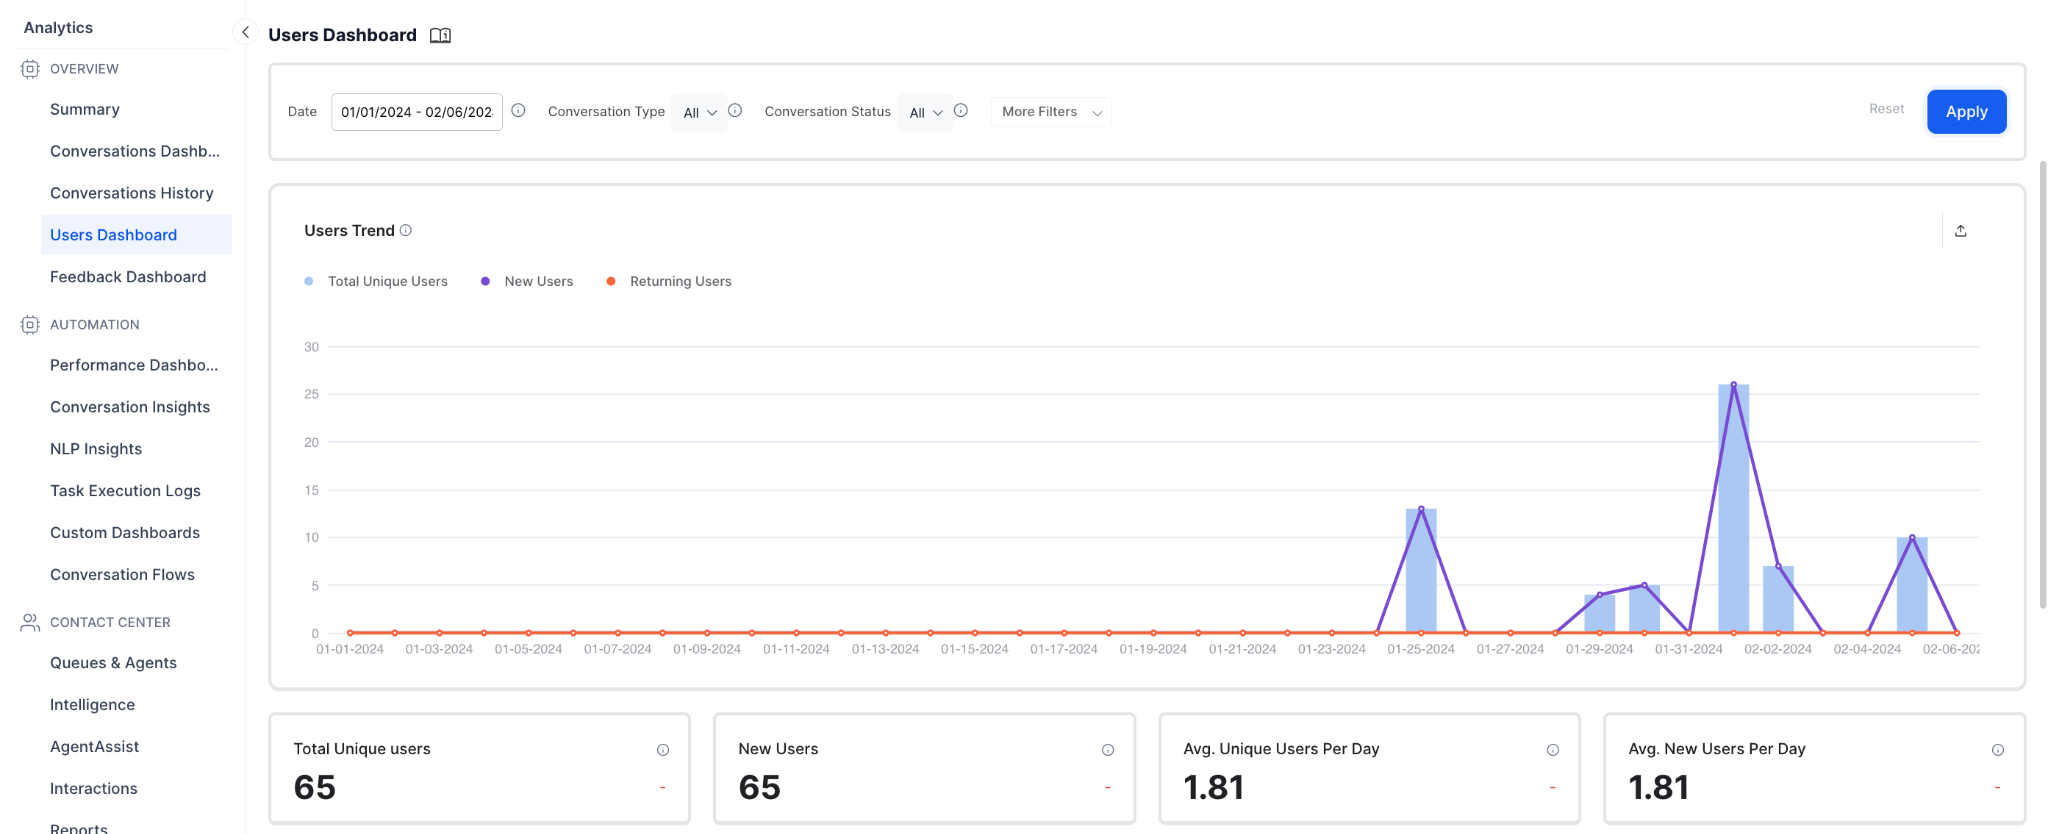 Analytics
OVERVIEW
Summary
Conversations Dashb...
Conversations History
Users Dashboard
Feedback Dashboard
AUTOMATION
Performance Dashbo...
Conversation Insights
NLP Insights
Task Execution Logs
Custom Dashboards
Conversation Flows
CONTACT CENTER
Queues & Agents
Intelligence
AgentAssist
Interactions
Reports
Users Dashboard
Date 01/01/2024 - 02/06/202 Conversation Type All Conversation Status All More Filters Reset Apply
Users Trend
Total Unique Users New Users Returning Users
30
25
20
15
10
5
0
01-01-2024 01-03-2024 01-05-2024 01-07-2024 01-09-2024 01-11-2024 01-13-2024 01-15-2024 01-17-2024 01-19-2024 01-21-2024 01-23-2024 01-25-2024 01-27-2024 01-29-2024 01-31-2024 02-02-2024 02-04-2024 02-06-202
Total Unique users
65 -
New Users
65 -
Avg. Unique Users Per Day
1.81 -
Avg. New Users Per Day
1.81 -